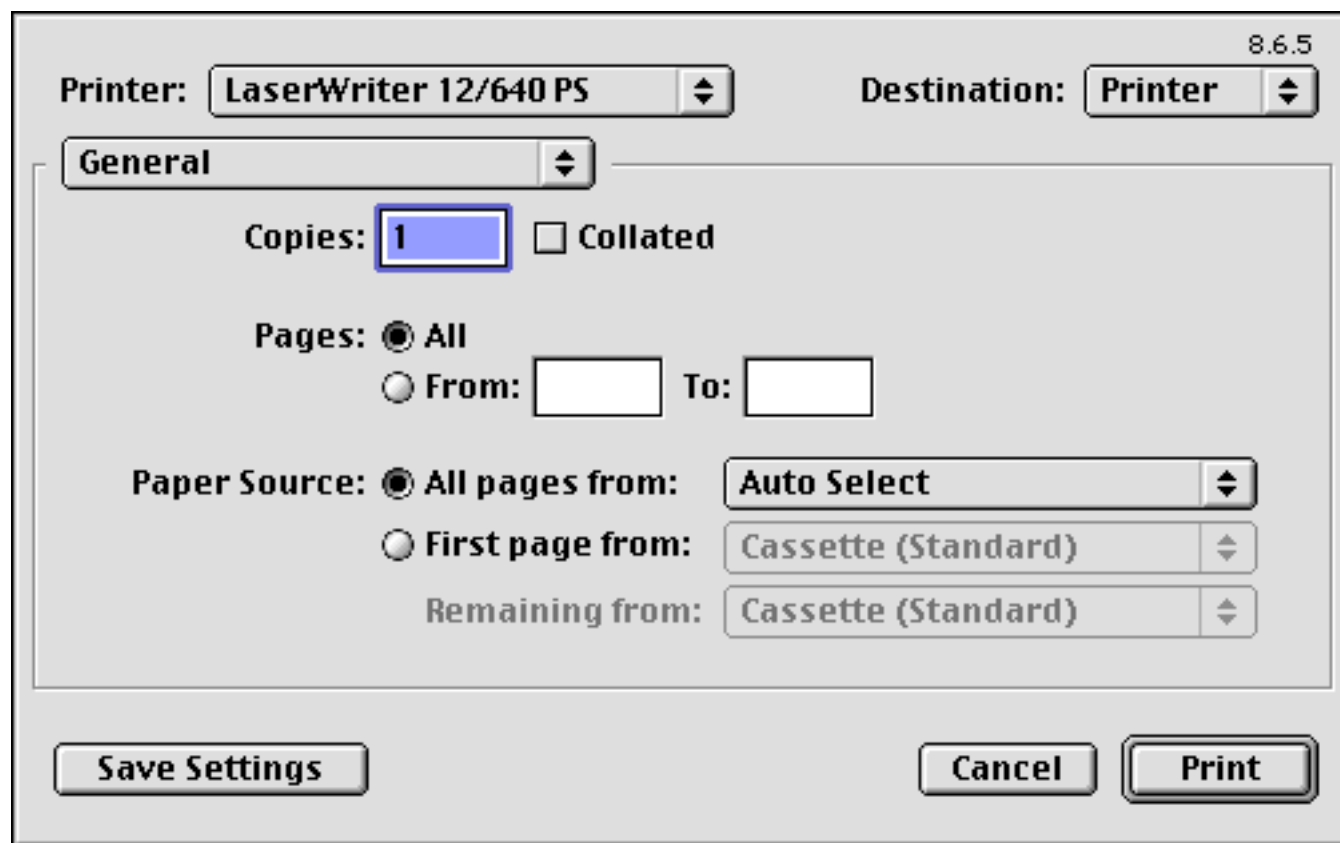 8.6.5
Printer: LaserWriter 12/640 PS Destination: Printer
General
Copies: 1 Collated
Pages: All
From: To:
Paper Source: All pages from: Auto Select
First page from: Cassette (Standard)
Remaining from: Cassette (Standard)
Save Settings Cancel Print